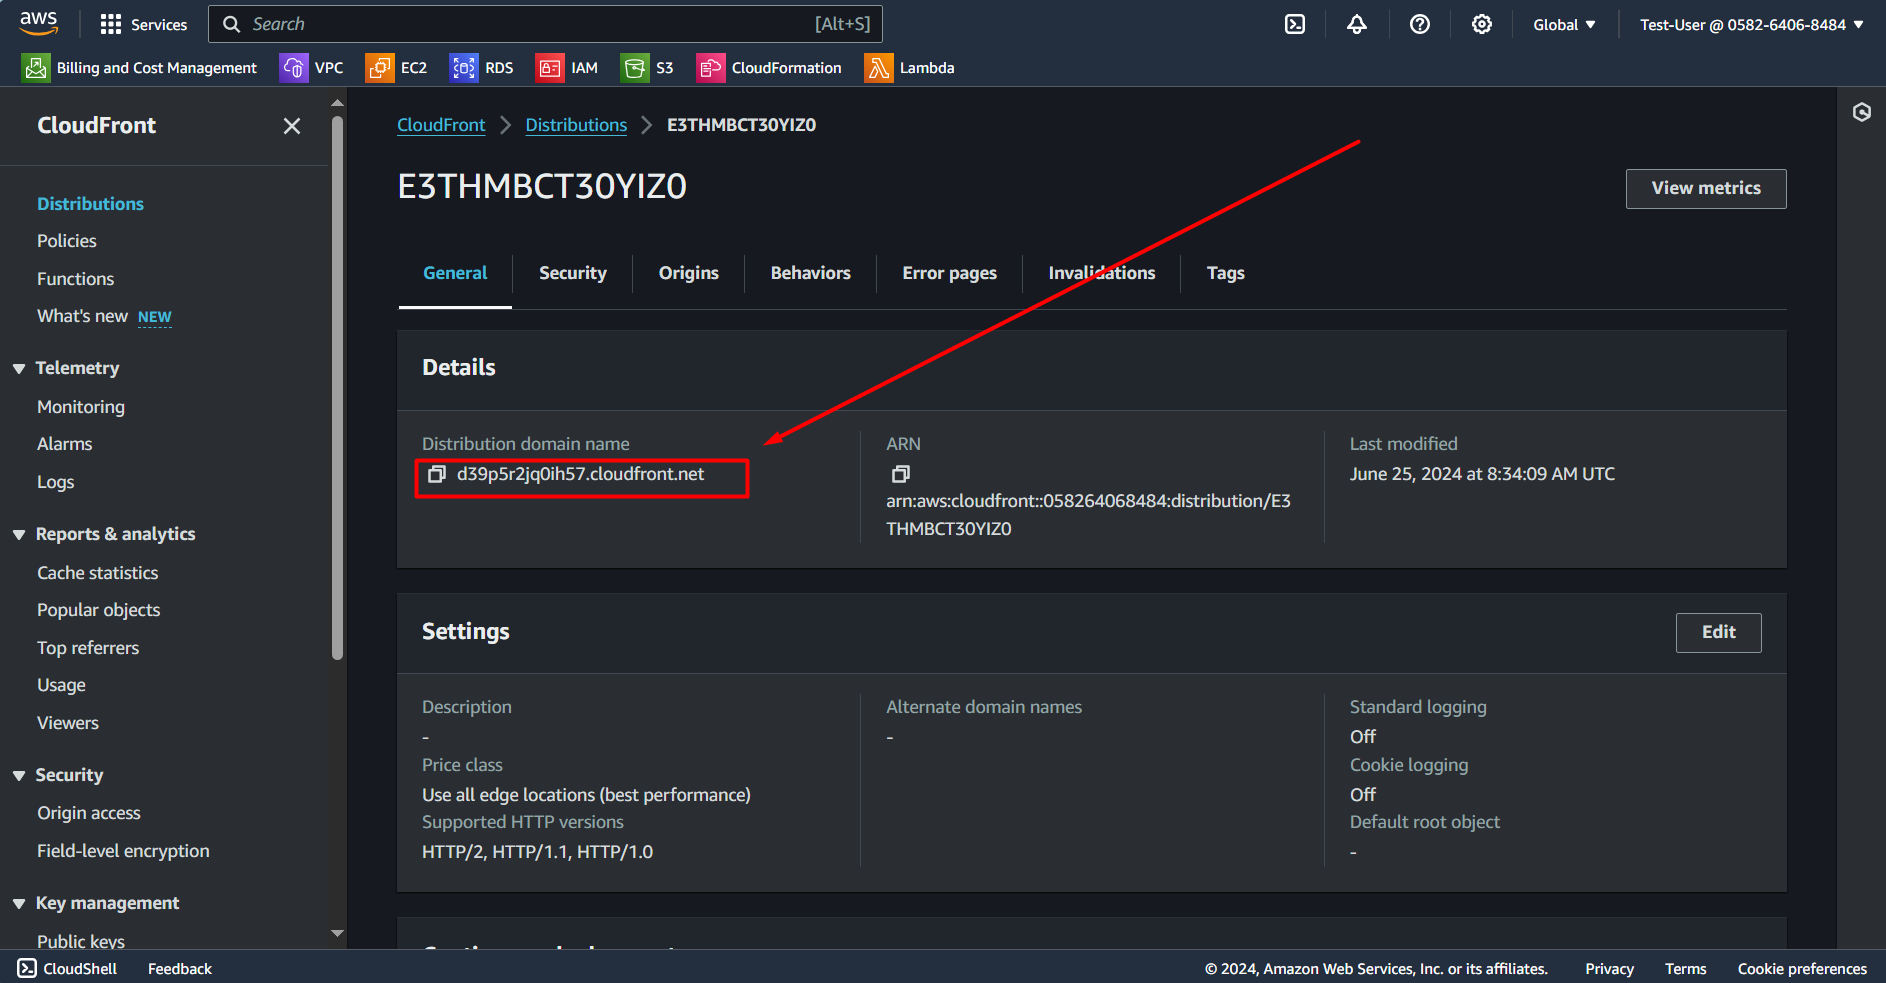 aws
Services
Search
[Alt+S]
Global
Test-User @ 0582-6406-8484
Billing and Cost Management
VPC
EC2
RDS
IAM
S3
CloudFormation
Lambda
CloudFront
Distributions
Policies
Functions
What's new NEW
Telemetry
Monitoring
Alarms
Logs
Reports & analytics
Cache statistics
Popular objects
Top referrers
Usage
Viewers
Security
Origin access
Field-level encryption
Key management
Public keys
CloudFront
Distributions
E3THMBCT30YIZ0
E3THMBCT30YIZ0
View metrics
General
Security
Origins
Behaviors
Error pages
Invalidations
Tags
Details
Distribution domain name
d39p5r2jq0ih57.cloudfront.net
ARN
arn:aws:cloudfront::058264068484:distribution/E3
THMBCT30YIZ0
Last modified
June 25, 2024 at 8:34:09 AM UTC
Settings
Edit
Description
-
Price class
Use all edge locations (best performance)
Supported HTTP versions
HTTP/2, HTTP/1.1, HTTP/1.0
Alternate domain names
-
Standard logging
Off
Cookie logging
Off
Default root object
-
CloudShell
Feedback
© 2024, Amazon Web Services, Inc. or its affiliates.
Privacy
Terms
Cookie preferences